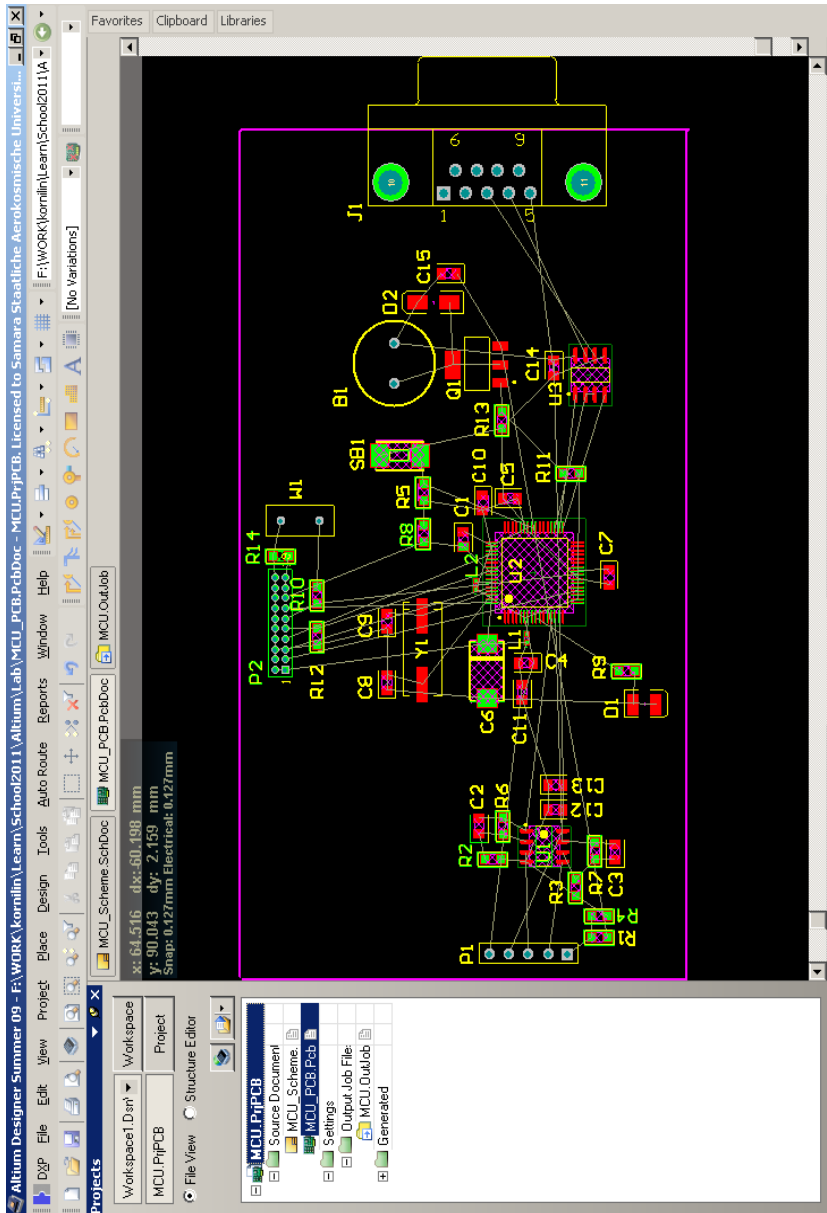 Altium Designer Summer 09 - F:\WORK\kornilin\Learn\School2011\Altium\Lab\MCU_PCB.PcbDoc - MCU.PrjPCB. Licensed to Samara Staatliche Aerokosmische Universi...
DXP File Edit View Project Place Design Tools Auto Route Reports Window Help
F:\WORK\kornilin\Learn\School2011\A
[No Variations]
Projects
Workspace1.Dsn
Workspace
MCU.PrjPCB
Project
File View
Structure Editor
MCU.PrjPCB
Source Document
MCU_Scheme.
MCU_PCB.Pcb
Settings
Output Job File:
MCU.OutJob
Generated
MCU_Scheme.SchDoc
MCU_PCB.PcbDoc
MCU.OutJob
Favorites
Clipboard
Libraries
x: 64.516 dx:-60.198 mm
y: 90.043 dy: 2.159 mm
Snap: 0.127mm Electrical: 0.127mm
P2
1
R14
W1
R10
R12
C8
C9
Y1
R8
R5
SB1
B1
D2
C15
J1
10
6
9
1
5
11
C1
C10
C5
R13
Q1
C14
U3
L2
U2
L1
C6
C11
C4
R11
C7
R9
D1
C2
R2
R6
U1
C12
C13
R3
R7
C3
R4
R1
P1